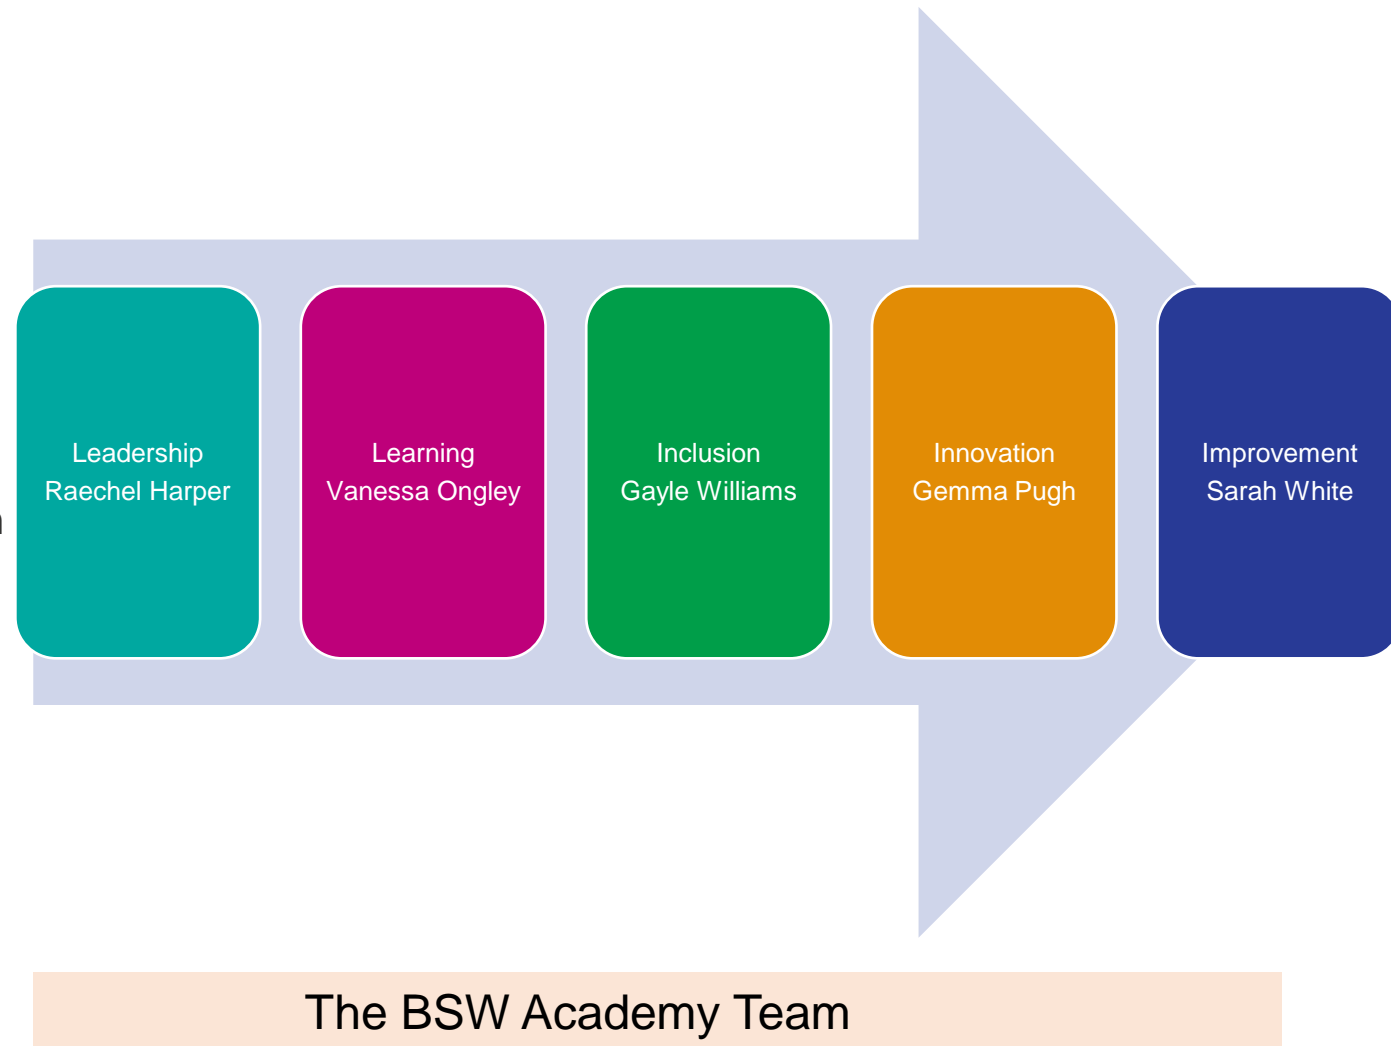 Leadership
Raechel Harper
Learning
Vanessa Ongley
Inclusion
Gayle Williams
Innovation
Gemma Pugh
Improvement
Sarah White
The BSW Academy Team